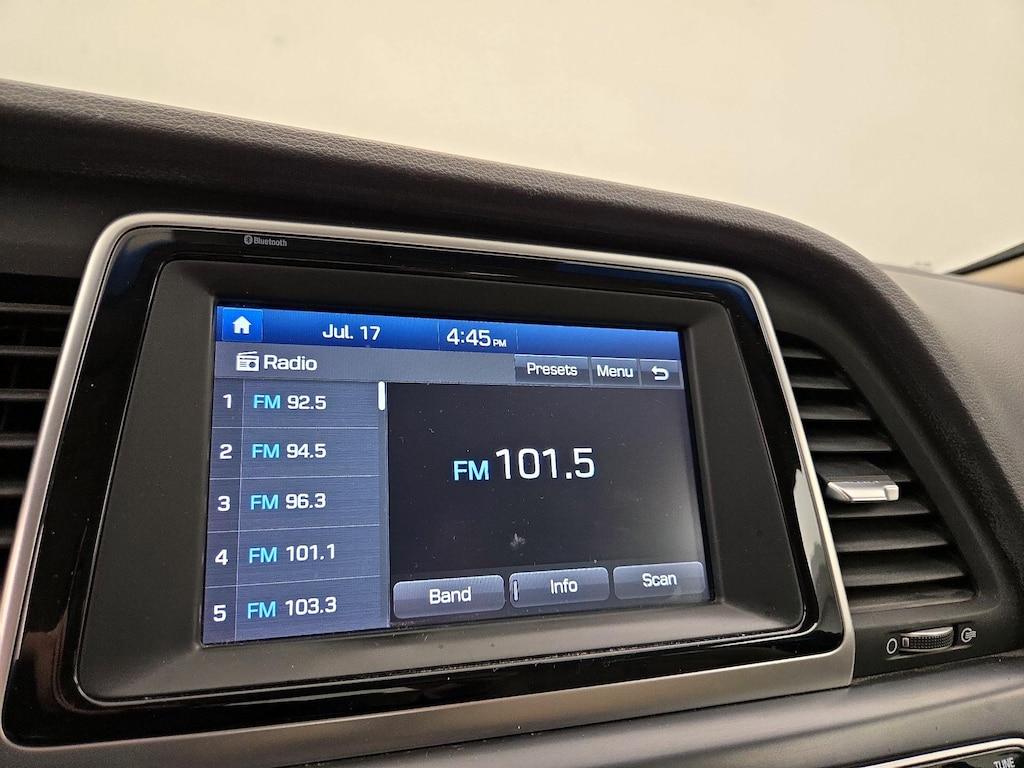 Bluetooth
Jul. 17 4:45 PM
Radio Presets Menu
1 FM 92.5
2 FM 94.5
3 FM 96.3
4 FM 101.1
5 FM 103.3
FM 101.5
Band Info Scan
TUNE